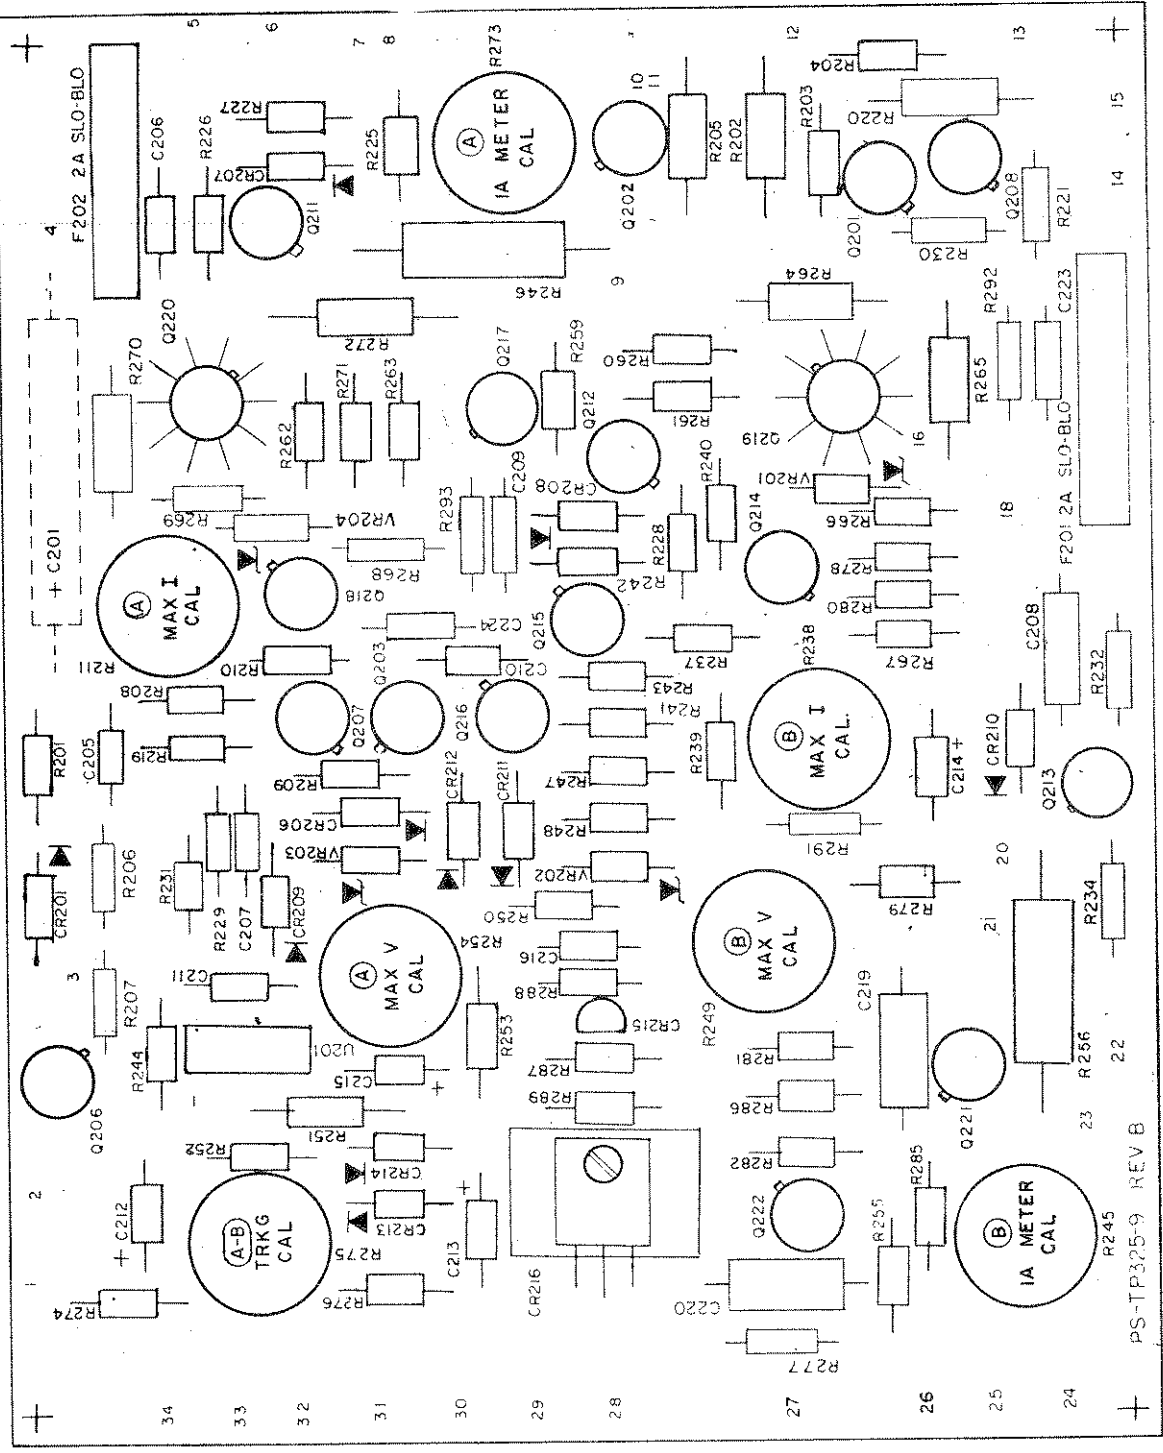 5
6
7
8
R273
10
11
12
13
4
F202 2A SLO-BLO
C206
R226
R227
CR207
Q211
R225
(A)
1A METER
CAL
R246
Q202
9
R205
R202
R203
R204
R220
Q201
Q208
R230
R221
14
15
+ C201
R270
Q220
R272
R262
R271
R263
Q217
R259
Q212
R260
R261
R264
Q219
R265
16
R292
C223
F201 2A SLO-BLO
R269
VR204
R268
R293
C209
CR208
R242
R228
R240
Q214
VR201
R266
R278
R280
R267
18
R211
(A)
MAX I
CAL
Q218
R210
Q203
C221
C210
Q215
R237
R243
R241
R238
(B)
MAX I
CAL.
C208
R232
R201
C205
R208
R219
Q207
R209
Q216
CR212
CR211
R247
R248
R239
R291
C214 +
CR210
Q213
CR201
R206
R231
R229
C207
CR209
CR206
VR203
VR202
R250
R254
C216
R288
CR215
(A)
MAX V
CAL
(B)
MAX V
CAL
R249
R279
20
21
R234
3
R207
R244
C211
U201
C215
+
R253
R287
R289
R281
R286
R282
C219
R256
22
23
Q206
R252
R251
CR214
CR213
Q221
2
C212
+
(A-B)
TRKG
CAL
R275
R276
C213
+
CR216
Q222
R255
R285
(B)
1A METER
CAL
R245
1
R274
C220
R277
PS-TP325-9 REV B
34
33
32
31
30
29
28
27
26
25
24